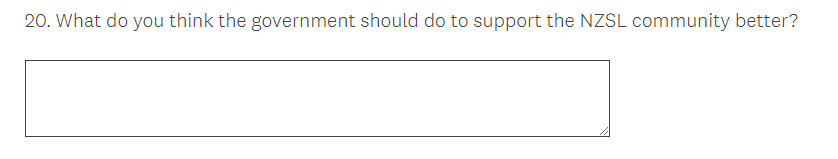 20. What do you think the government should do to support the NZSL community better?